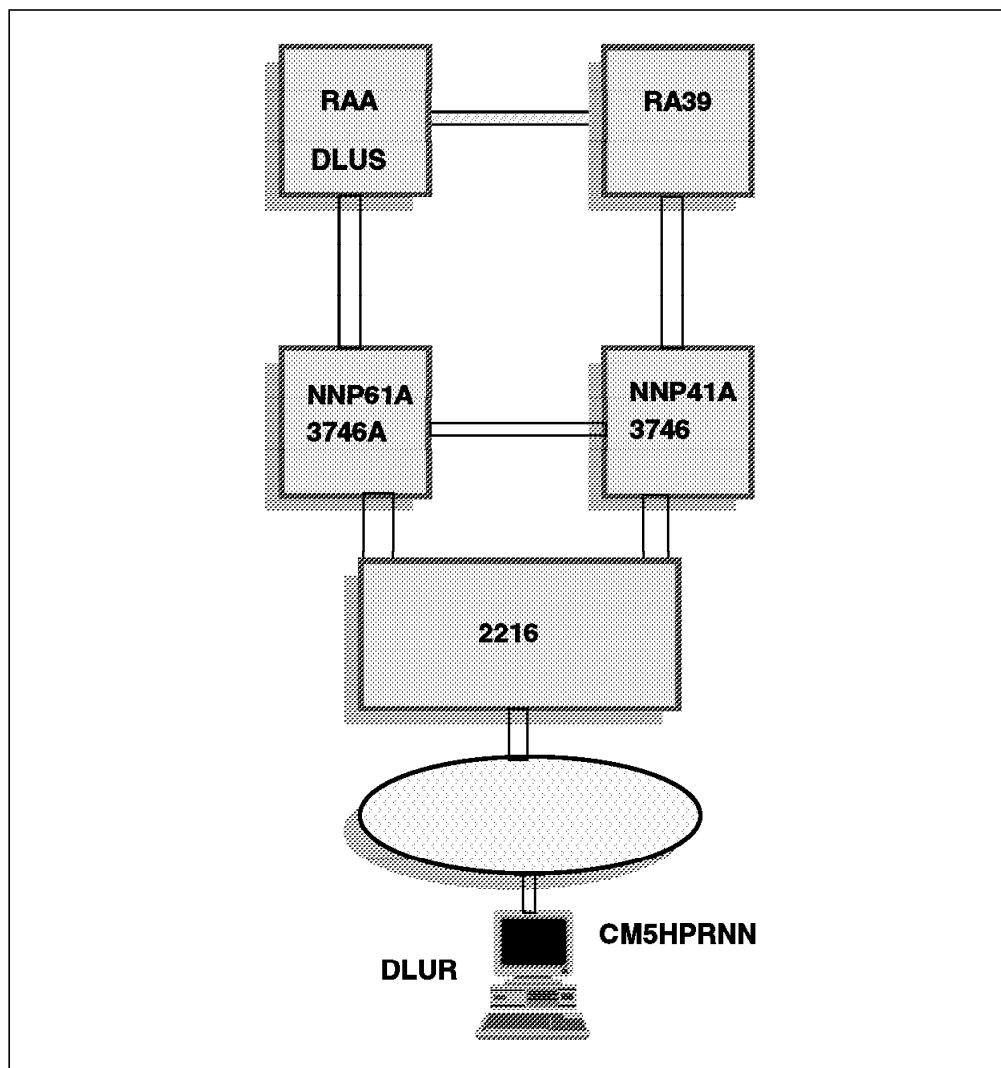 RAA
DLUS
RA39
NNP61A
3746A
NNP41A
3746
2216
CM5HPRNN
DLUR